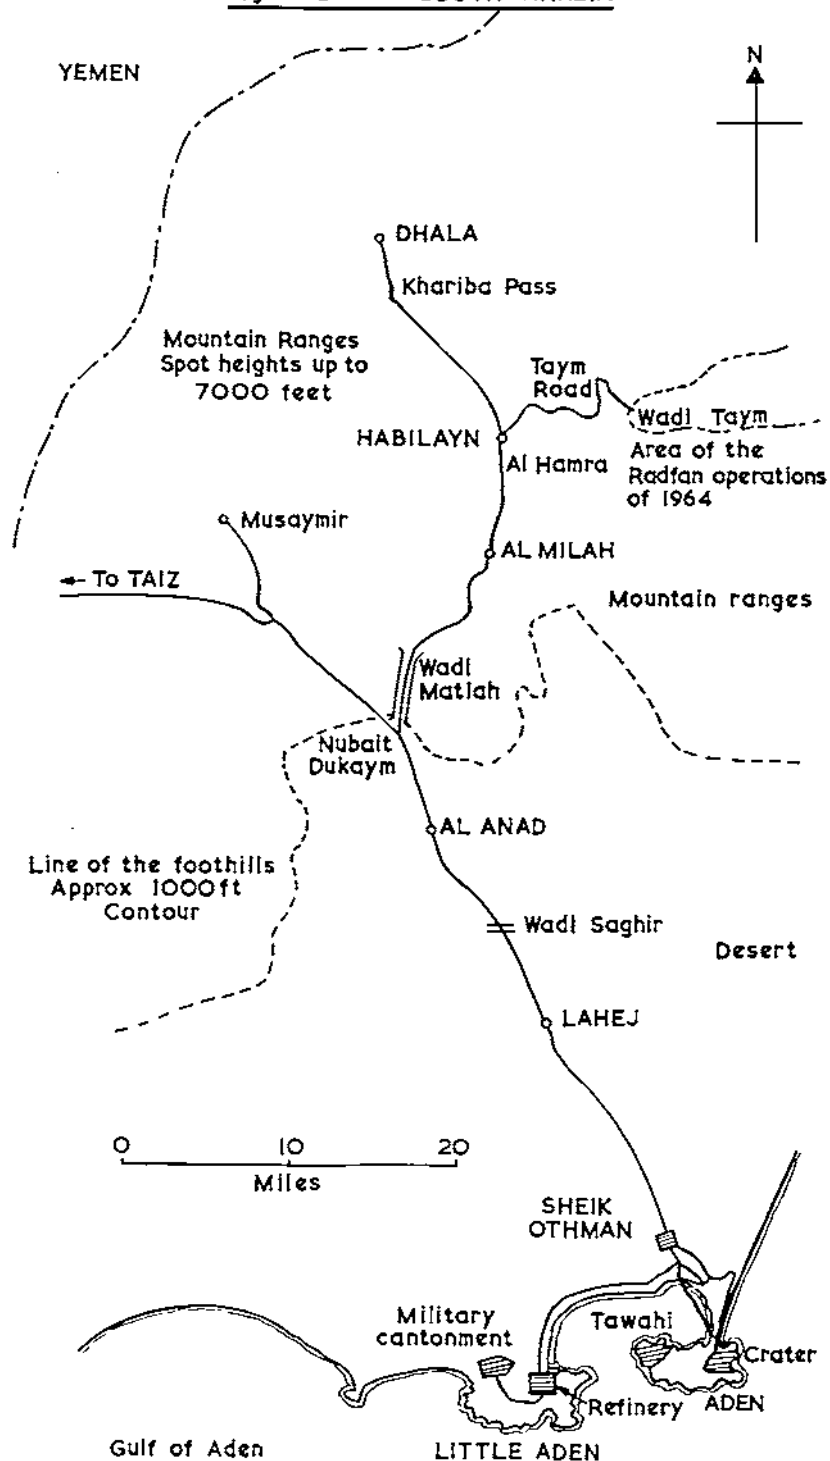 YEMEN
N
DHALA
Khariba Pass
Mountain Ranges
Spot heights up to
7000 feet
Taym
Road
Wadi Taym
HABILAYN
Area of the
Radfan operations
of 1964
Al Hamra
Musaymir
AL MILAH
To TAIZ
Mountain ranges
Wadi
Matlah
Nubait
Dukaym
AL ANAD
Line of the foothills
Approx 1000ft
Contour
Wadi Saghir
Desert
LAHEJ
0 10 20
Miles
SHEIK
OTHMAN
Military
cantonment
Tawahi
Crater
Refinery
ADEN
Gulf of Aden
LITTLE ADEN